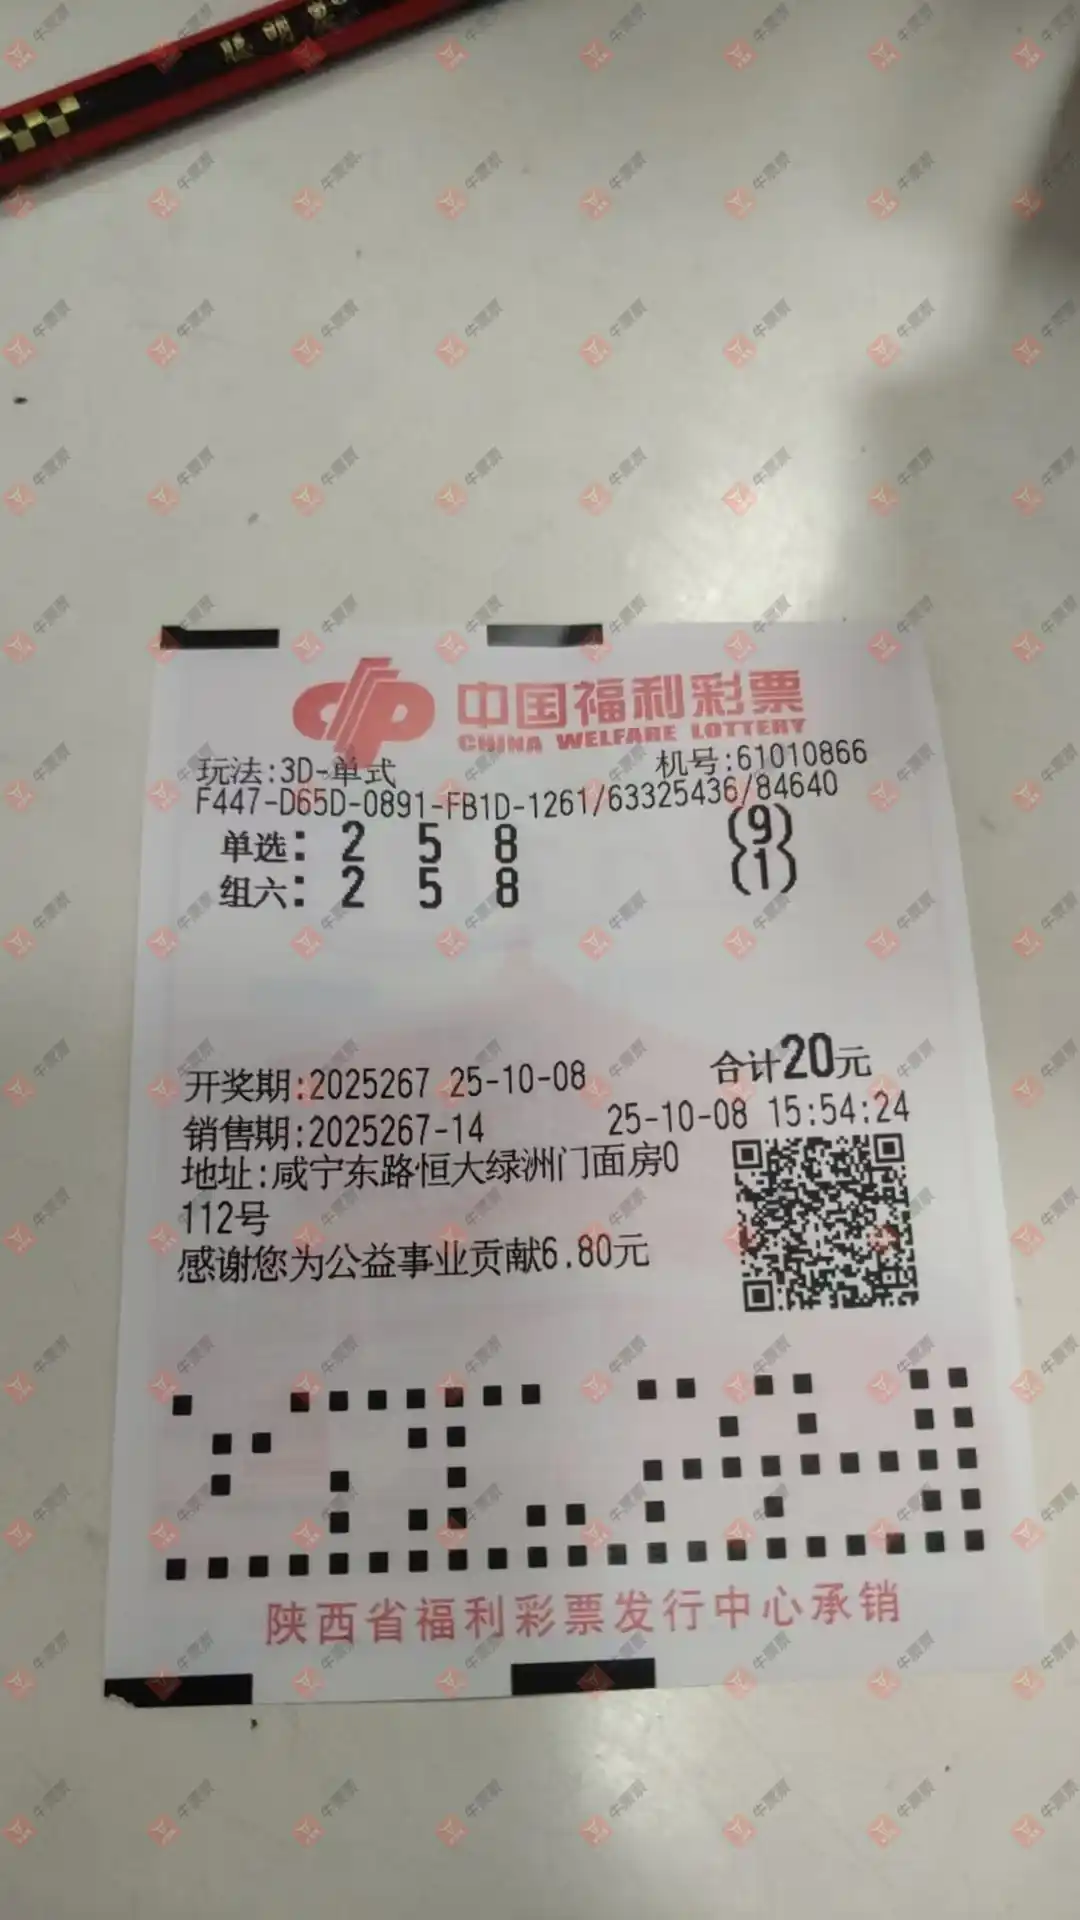 中国福利彩票
CHINA WELFARE LOTTERY
玩法:3D-单式 机号:61010866
F447-D65D-0891-FB1D-1261/63325436/84640
单选: 2 5 8 (9)
组六: 2 5 8 (1)
开奖期:2025267 25-10-08 合计20元
销售期:2025267-14 25-10-08 15:54:24
地址:咸宁东路恒大绿洲门面房0
112号
感谢您为公益事业贡献6.80元
陕西省福利彩票发行中心承销
牛票票